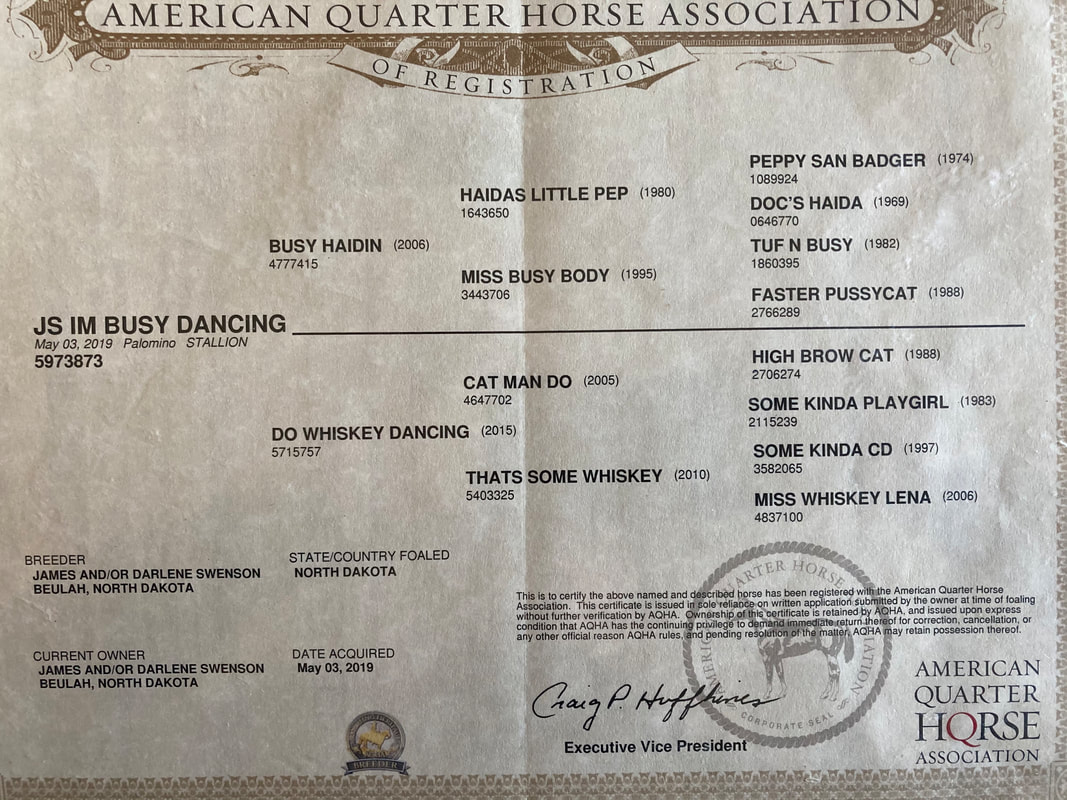 AMERICAN QUARTER HORSE ASSOCIATION
OF REGISTRATION
PEPPY SAN BADGER (1974)
1089924
HAIDAS LITTLE PEP (1980)
1643650
DOC'S HAIDA (1969)
0646770
BUSY HAIDIN (2006)
4777415
TUF N BUSY (1982)
1860395
MISS BUSY BODY (1995)
3443706
FASTER PUSSYCAT (1988)
2766289
JS IM BUSY DANCING
May 03, 2019 Palomino STALLION
5973873
HIGH BROW CAT (1988)
2706274
CAT MAN DO (2005)
4647702
SOME KINDA PLAYGIRL (1983)
2115239
DO WHISKEY DANCING (2015)
5715757
SOME KINDA CD (1997)
3582065
THATS SOME WHISKEY (2010)
5403325
MISS WHISKEY LENA (2006)
4837100
BREEDER
JAMES AND/OR DARLENE SWENSON
BEULAH, NORTH DAKOTA
STATE/COUNTRY FOALED
NORTH DAKOTA
This is to certify the above named and described horse has been registered with the American Quarter Horse
Association. This certificate is issued in sole reliance on written application submitted by the owner at time of foaling
without further verification by AQHA. Ownership of this certificate is retained by AQHA, and issued upon express
condition that AQHA has the continuing privilege to demand immediate return thereof for correction, cancellation, or
any other official reason AQHA rules, and pending resolution of the matter, AQHA may retain possession thereof.
CURRENT OWNER
JAMES AND/OR DARLENE SWENSON
BEULAH, NORTH DAKOTA
DATE ACQUIRED
May 03, 2019
Craig P. Huffhines
Executive Vice President
CORPORATE SEAL
BREEDER
AMERICAN
QUARTER
HORSE
ASSOCIATION